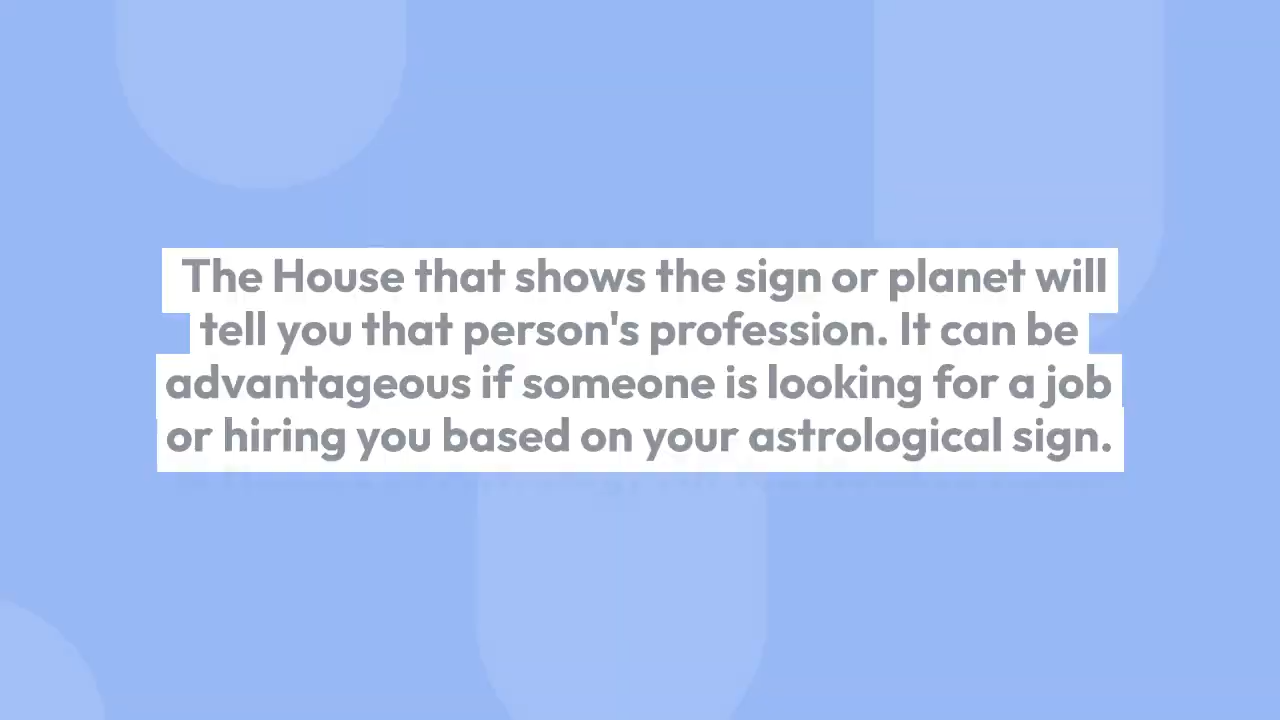 The House that shows the sign or planet will
tell you that person's profession. It can be
advantageous if someone is looking for a job
or hiring you based on your astrological sign.